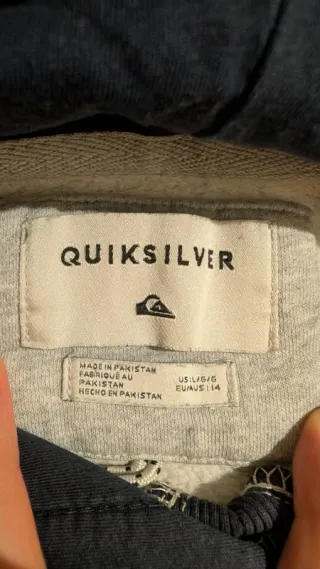 QUIKSILVER
MADE IN PAKISTAN
FABRIQUÉ AU
PAKISTAN
HECHO EN PAKISTAN
US:L/G/G
EU/AUS:14